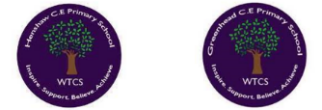 Henshaw C.E Primary School
WTCS
Inspire, Support, Believe, Achieve
Greenhead C.E Primary School
WTCS
Inspire, Support, Believe, Achieve